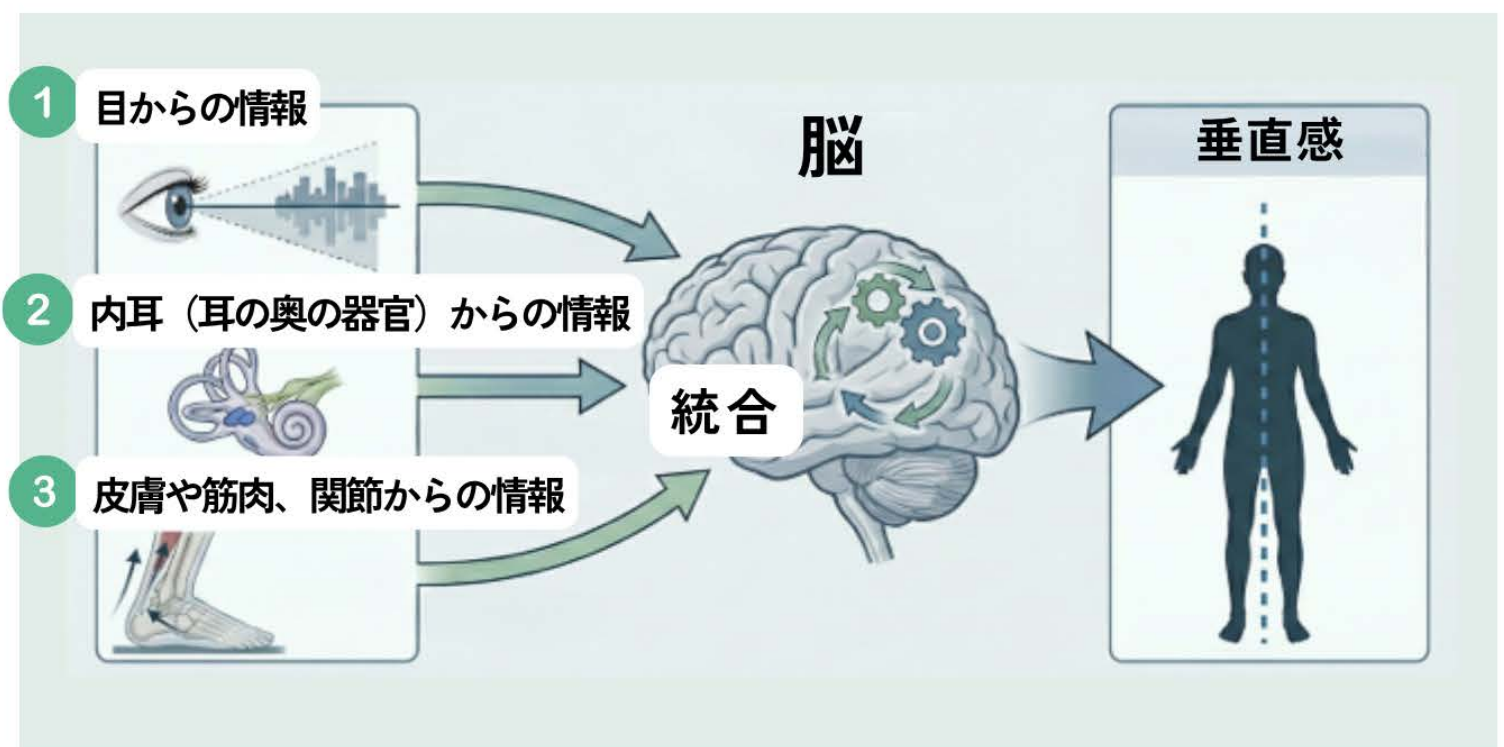 1 目からの情報
脳
垂直感
2 内耳（耳の奥の器官）からの情報
統合
3 皮膚や筋肉、関節からの情報